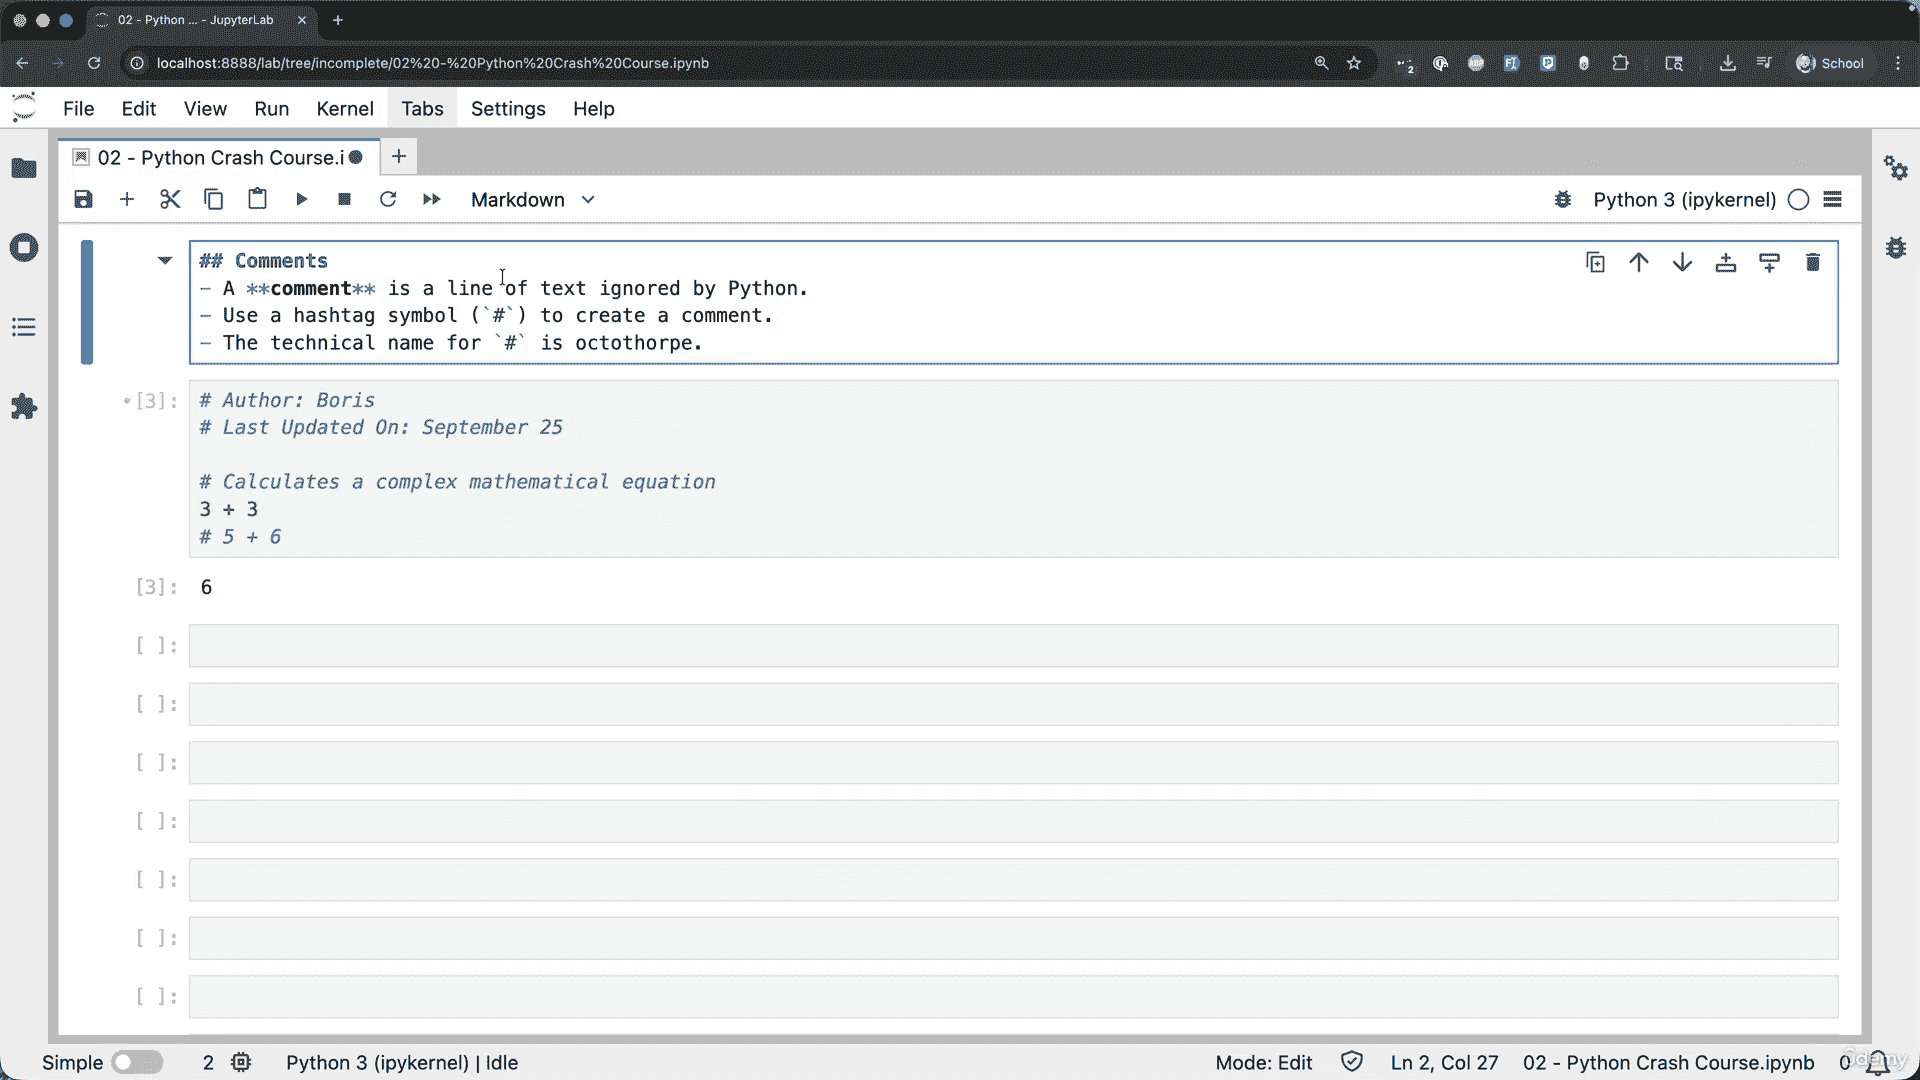 02 - Python ... - JupyterLab
localhost:8888/lab/tree/incomplete/02%20-%20Python%20Crash%20Course.ipynb
2
ABP
School
File Edit View Run Kernel Tabs Settings Help
02 - Python Crash Course.i
Markdown
Python 3 (ipykernel)
## Comments
- A **comment** is a line of text ignored by Python.
- Use a hashtag symbol (`#`) to create a comment.
- The technical name for `#` is octothorpe.
[3]:
# Author: Boris
# Last Updated On: September 25
# Calculates a complex mathematical equation
3 + 3
# 5 + 6
[3]: 6
[ ]:
[ ]:
[ ]:
[ ]:
[ ]:
[ ]:
[ ]:
Simple 2 Python 3 (ipykernel) | Idle Mode: Edit Ln 2, Col 27 02 - Python Crash Course.ipynb 0
Udemy